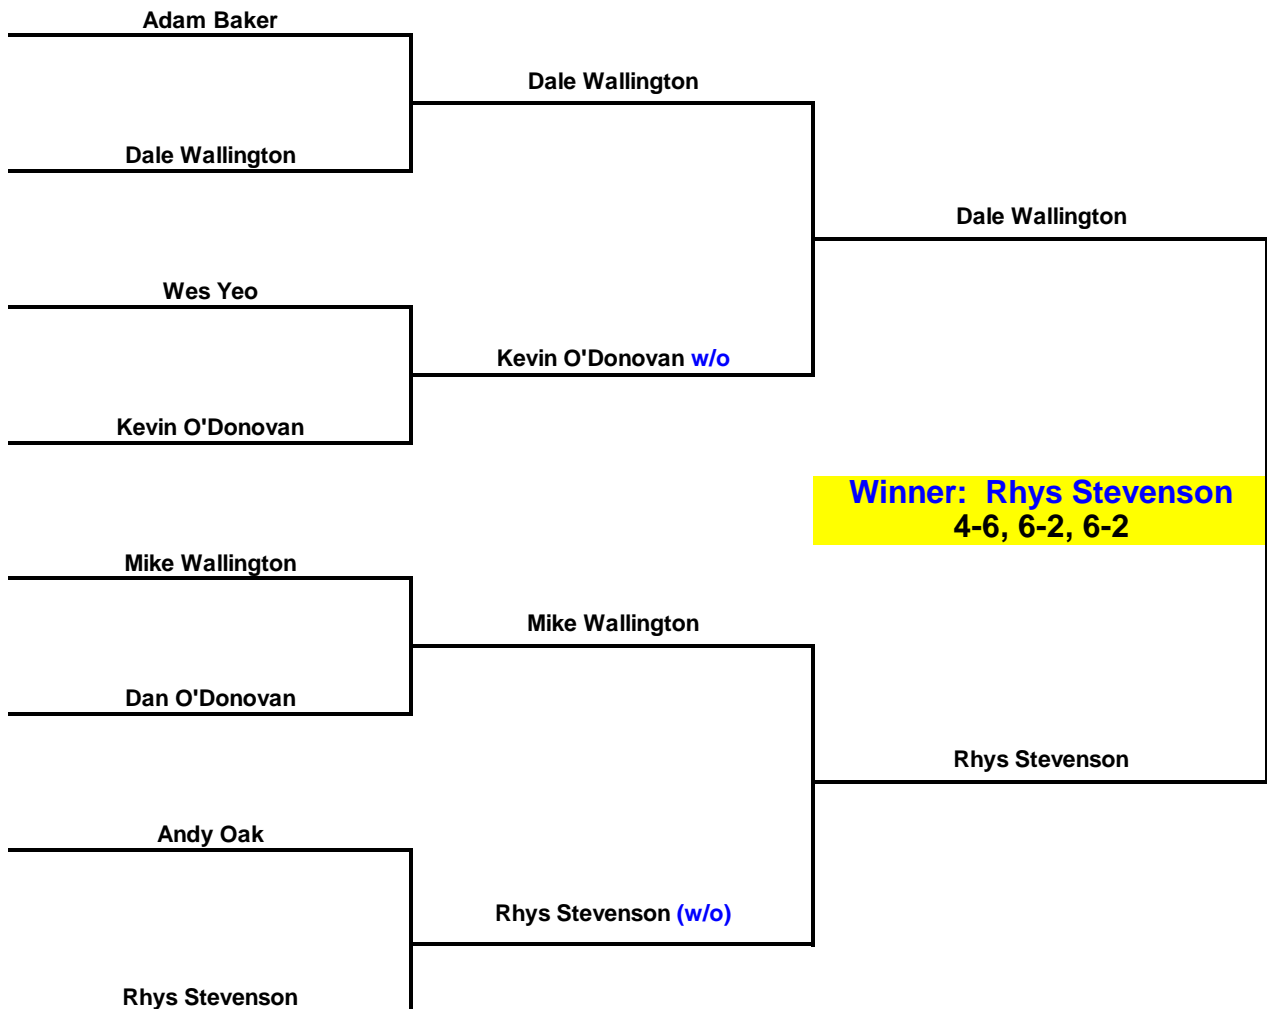 Adam Baker
Dale Wallington
Dale Wallington
Dale Wallington
Wes Yeo
Kevin O'Donovan w/o
Kevin O'Donovan
Winner:  Rhys Stevenson
4-6, 6-2, 6-2
Mike Wallington
Mike Wallington
Dan O'Donovan
Rhys Stevenson
Andy Oak
Rhys Stevenson (w/o)
Rhys Stevenson